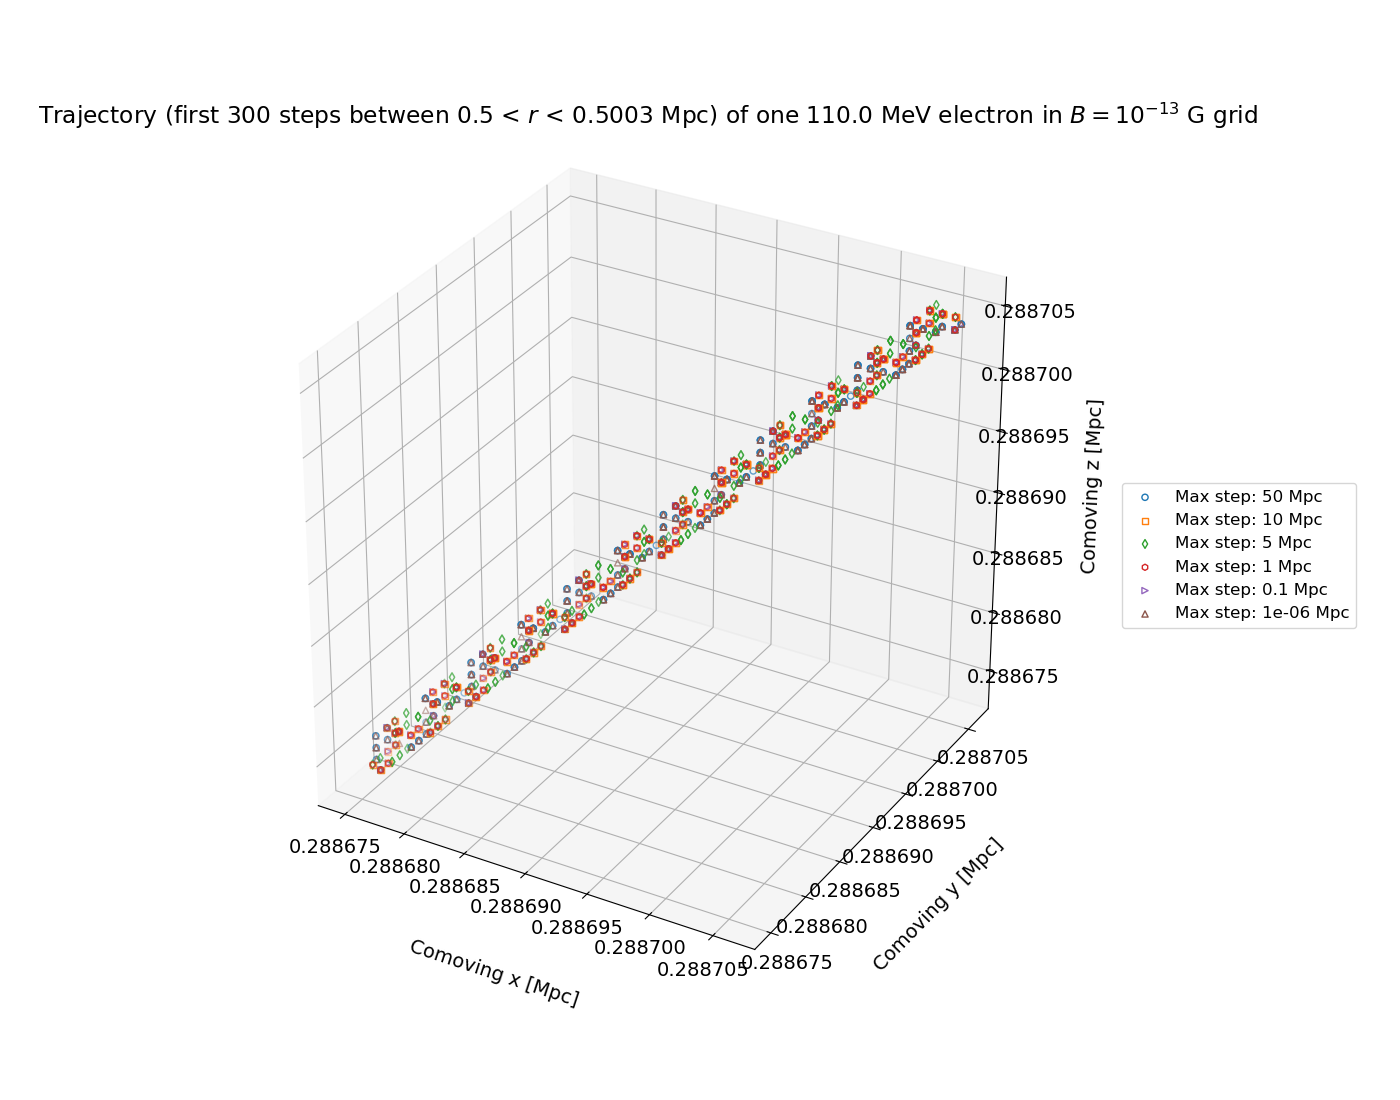 Trajectory (first 300 steps between 0.5 < r < 0.5003 Mpc) of one 110.0 MeV electron in B = 10⁻¹³ G grid
0.288705
0.288700
0.288695
0.288690
0.288685
0.288680
0.288675
Comoving z [Mpc]
Max step: 50 Mpc
Max step: 10 Mpc
Max step: 5 Mpc
Max step: 1 Mpc
Max step: 0.1 Mpc
Max step: 1e-06 Mpc
0.288705
0.288700
0.288695
0.288690
0.288685
0.288680
0.288675
Comoving y [Mpc]
0.288675
0.288680
0.288685
0.288690
0.288695
0.288700
0.288705
Comoving x [Mpc]